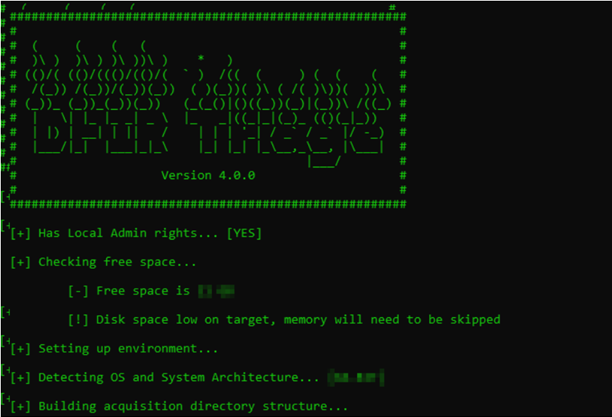 DFIR Triage
Version 4.0.0
[+] Has Local Admin rights... [YES]
[+] Checking free space...
[-] Free space is
[!] Disk space low on target, memory will need to be skipped
[+] Setting up environment...
[+] Detecting OS and System Architecture...
[+] Building acquisition directory structure...